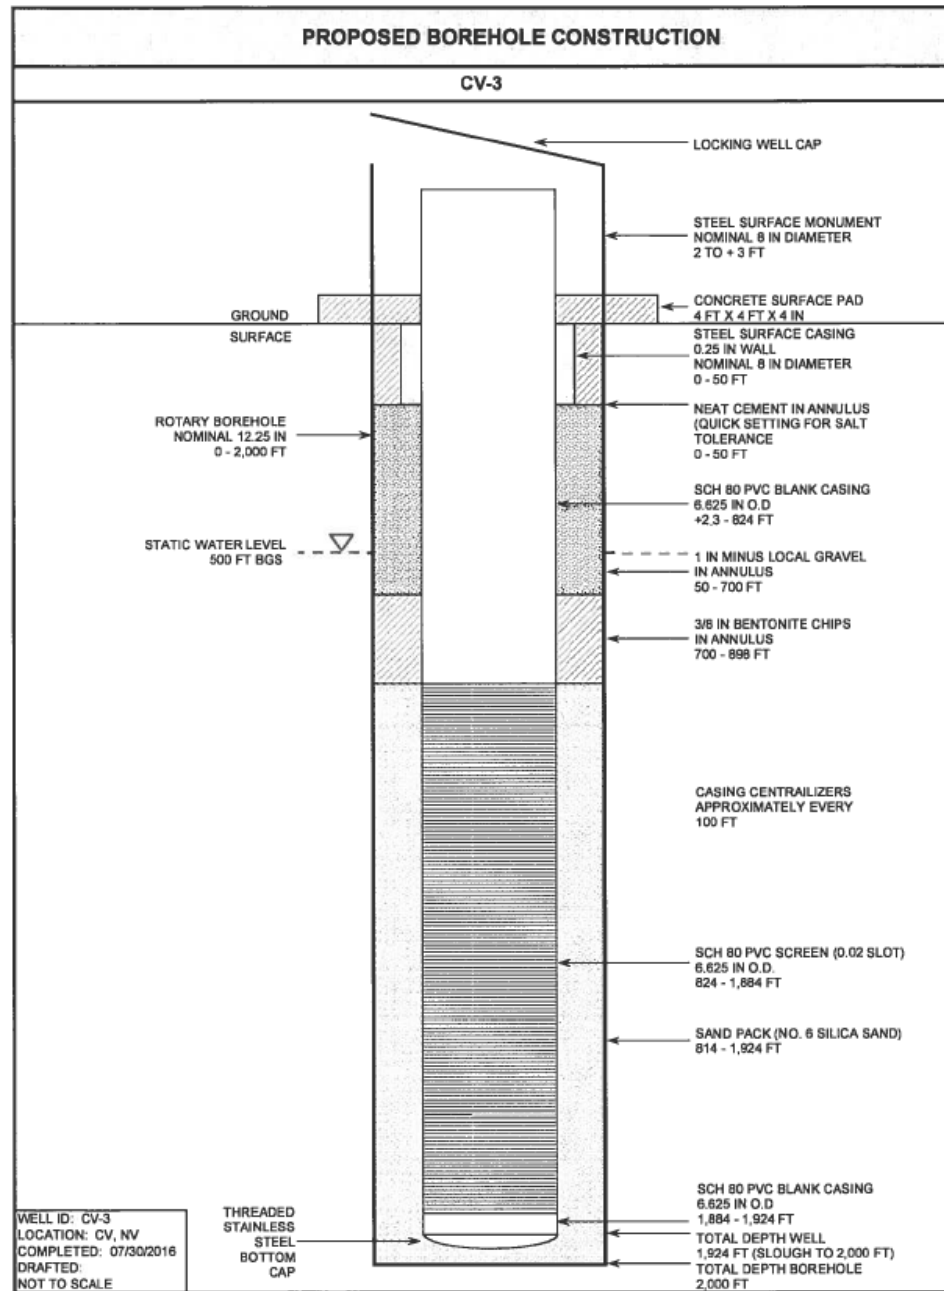 PROPOSED BOREHOLE CONSTRUCTION
CV-3
LOCKING WELL CAP
STEEL SURFACE MONUMENT
NOMINAL 8 IN DIAMETER
2 TO + 3 FT
CONCRETE SURFACE PAD
4 FT X 4 FT X 4 IN
GROUND
SURFACE
STEEL SURFACE CASING
0.25 IN WALL
NOMINAL 8 IN DIAMETER
0 - 50 FT
NEAT CEMENT IN ANNULUS
(QUICK SETTING FOR SALT
TOLERANCE
0 - 50 FT
ROTARY BOREHOLE
NOMINAL 12.25 IN
0 - 2,000 FT
SCH 80 PVC BLANK CASING
6.625 IN O.D
+2,3 - 824 FT
STATIC WATER LEVEL
500 FT BGS
1 IN MINUS LOCAL GRAVEL
IN ANNULUS
50 - 700 FT
3/8 IN BENTONITE CHIPS
IN ANNULUS
700 - 898 FT
CASING CENTRAILIZERS
APPROXIMATELY EVERY
100 FT
SCH 80 PVC SCREEN (0.02 SLOT)
6.625 IN O.D.
824 - 1,884 FT
SAND PACK (NO. 6 SILICA SAND)
814 - 1,924 FT
SCH 80 PVC BLANK CASING
6.625 IN O.D
1,884 - 1,924 FT
THREADED
STAINLESS
STEEL
BOTTOM
CAP
TOTAL DEPTH WELL
1,924 FT (SLOUGH TO 2,000 FT)
TOTAL DEPTH BOREHOLE
2,000 FT
WELL ID: CV-3
LOCATION: CV, NV
COMPLETED: 07/30/2016
DRAFTED:
NOT TO SCALE